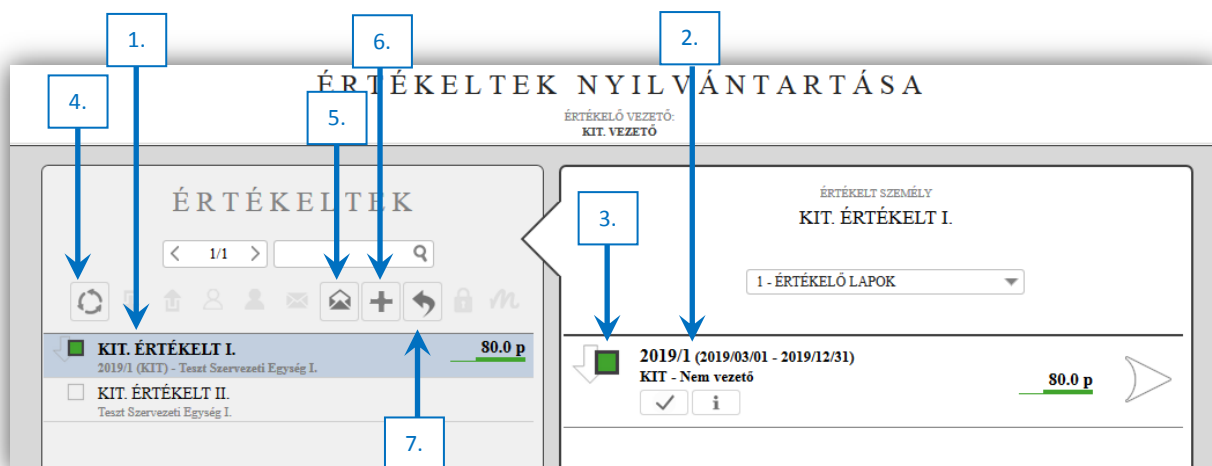 1.
6.
2.
ÉRTÉKELTEK NYILVÁNTARTÁSA
4.
5.
ÉRTÉKELŐ VEZETŐ:
KIT. VEZETŐ
ÉRTÉKELTEK
1/1
ÉRTÉKELT SZEMÉLY
KIT. ÉRTÉKELT I.
3.
1 - ÉRTÉKELŐ LAPOK
KIT. ÉRTÉKELT I. 80.0 p
2019/1 (KIT) - Teszt Szervezeti Egység I.
KIT. ÉRTÉKELT II.
Teszt Szervezeti Egység I.
2019/1 (2019/03/01 - 2019/12/31)
KIT - Nem vezető
80.0 p
7.